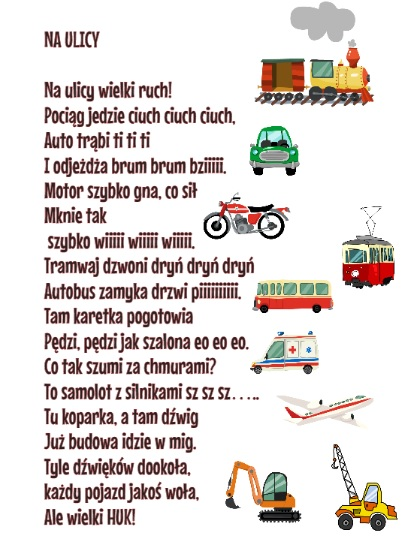 NA ULICY
Na ulicy wielki ruch!
Pociąg jedzie ciuch ciuch ciuch,
Auto trąbi ti ti ti
I odjeżdża brum brum bziiiii.
Motor szybko gna, co sił
Mknie tak
szybko wiiiii wiiiii wiiiii.
Tramwaj dzwoni dryń dryń dryń
Autobus zamyka drzwi piiiiiiiiii.
Tam karetka pogotowia
Pędzi, pędzi jak szalona eo eo eo.
Co tak szumi za chmurami?
To samolot z silnikami sz sz sz…..
Tu koparka, a tam dźwig
Już budowa idzie w mig.
Tyle dźwięków dookoła,
każdy pojazd jakoś woła,
Ale wielki HUK!